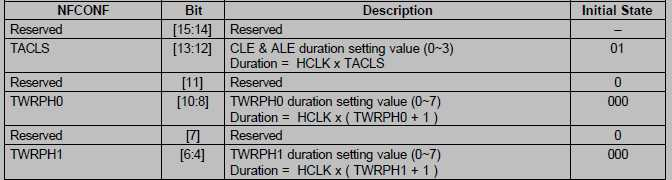 NFCONF Bit Description Initial State
Reserved [15:14] Reserved –
TACLS [13:12] CLE & ALE duration setting value (0~3) 01
Duration = HCLK x TACLS
Reserved [11] Reserved 0
TWRPH0 [10:8] TWRPH0 duration setting value (0~7) 000
Duration = HCLK x ( TWRPH0 + 1 )
Reserved [7] Reserved 0
TWRPH1 [6:4] TWRPH1 duration setting value (0~7) 000
Duration = HCLK x ( TWRPH1 + 1 )